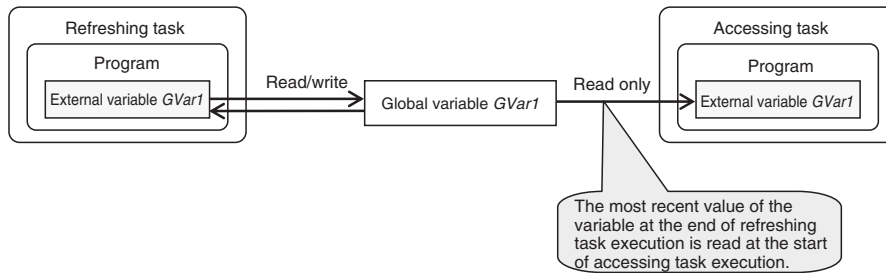 Refreshing task
Program
External variable GVar1
Read/write
Global variable GVar1
Read only
Accessing task
Program
External variable GVar1
The most recent value of the
variable at the end of refreshing
task execution is read at the start
of accessing task execution.